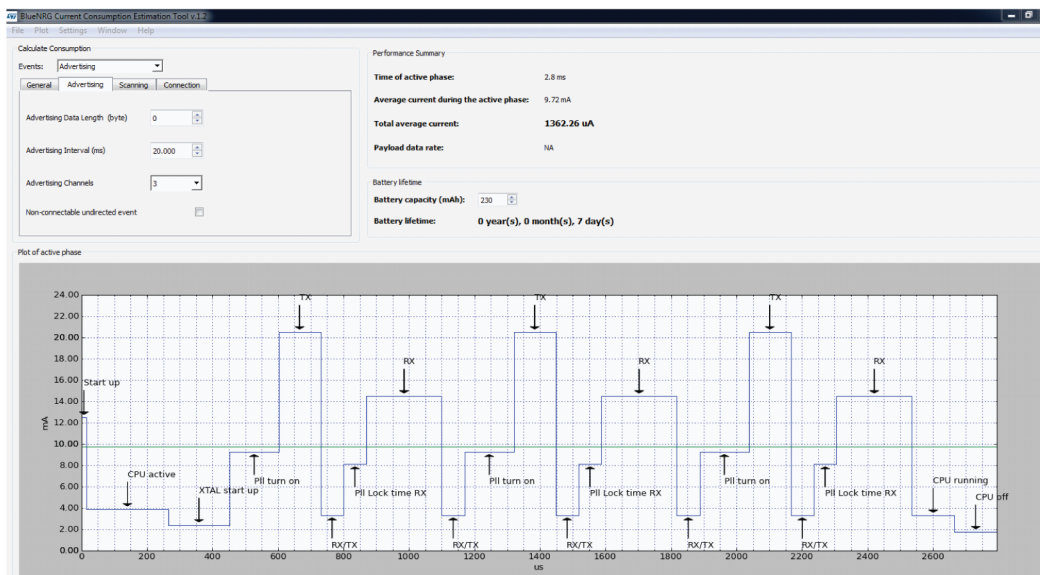 BlueNRG Current Consumption Estimation Tool v.1.2
File Plot Settings Window Help
Calculate Consumption
Events: Advertising
General Advertising Scanning Connection
Advertising Data Length (byte) 0
Advertising Interval (ms) 20.000
Advertising Channels 3
Non-connectable undirected event
Performance Summary
Time of active phase: 2.8 ms
Average current during the active phase: 9.72 mA
Total average current: 1362.26 uA
Payload data rate: NA
Battery lifetime
Battery capacity (mAh): 230
Battery lifetime: 0 year(s), 0 month(s), 7 day(s)
Plot of active phase
24.00
22.00
20.00
18.00
16.00
14.00
12.00
10.00
8.00
6.00
4.00
2.00
0.00
mA
TX TX TX
RX RX RX
Start up
Pll turn on Pll turn on Pll turn on
CPU active
Pll Lock time RX Pll Lock time RX Pll Lock time RX
XTAL start up
CPU running
CPU off
RX/TX RX/TX RX/TX RX/TX RX/TX
0 200 400 600 800 1000 1200 1400 1600 1800 2000 2200 2400 2600
us